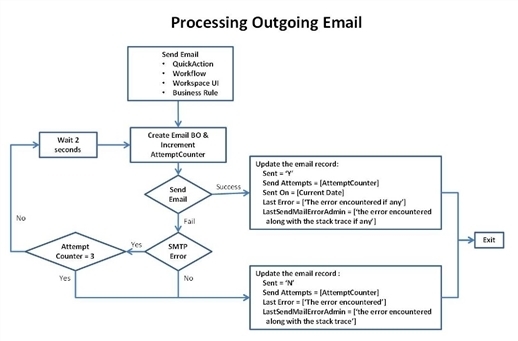 Processing Outgoing Email
Send Email
• QuickAction
• Workflow
• Workspace UI
• Business Rule
Wait 2
seconds
Create Email BO &
Increment
AttemptCounter
Send
Email
Success
Update the email record:
Sent = 'Y'
Send Attempts = [AttemptCounter]
Sent On = [Current Date]
Last Error = ['The error encountered if any']
LastSendMailErrorAdmin = ['the error encountered
along with the stack trace if any']
No
Fail
Attempt
Counter = 3
Yes
SMTP
Error
Exit
Yes
No
Update the email record :
Sent = 'N'
Send Attempts = [AttemptCounter]
Last Error = ['The error encountered']
LastSendMailErrorAdmin = ['the error encountered
along with the stack trace']